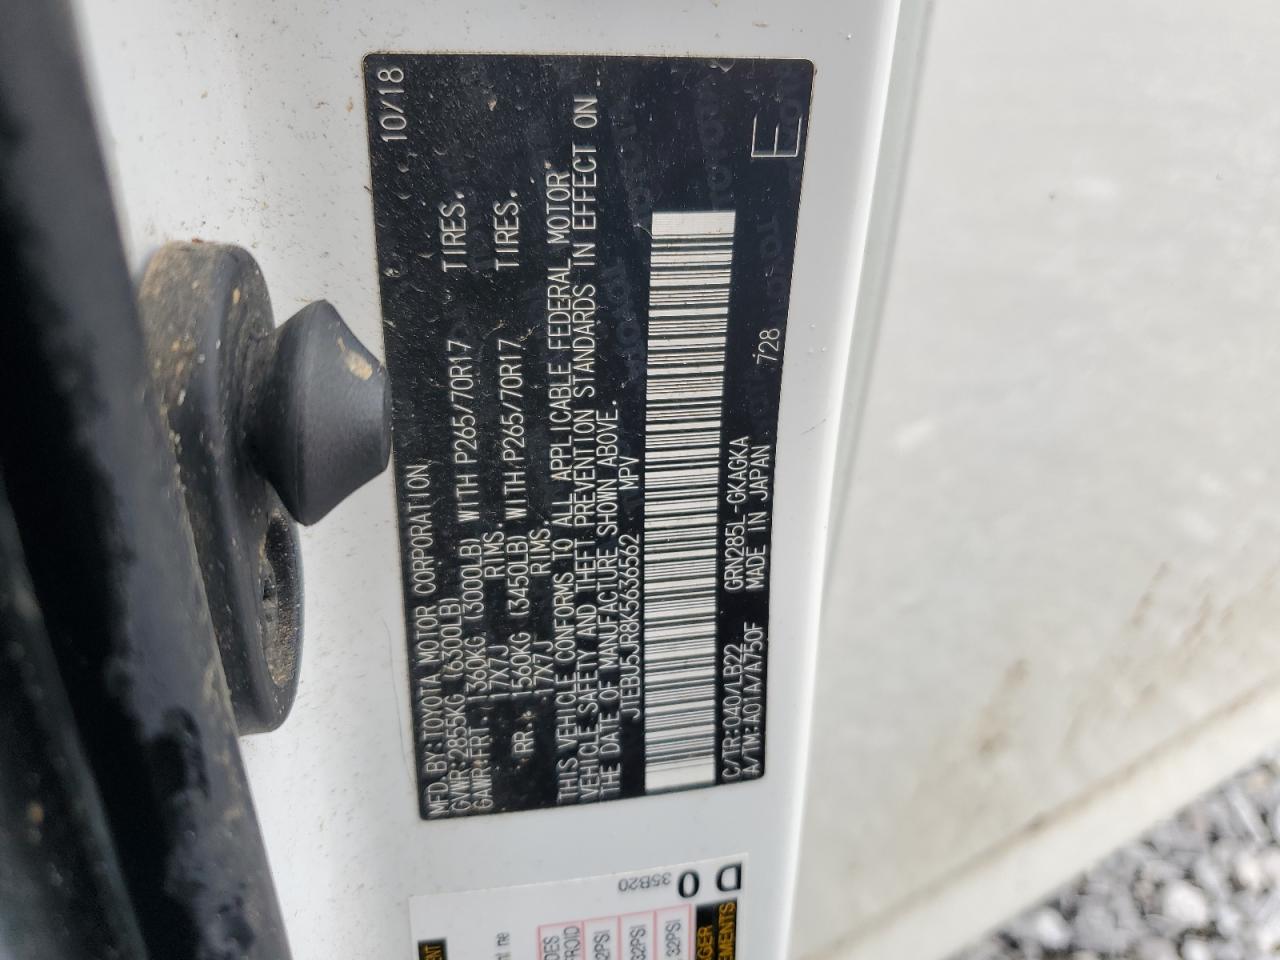 MFD. BY: TOYOTA MOTOR CORPORATION 10/18
GVWR: 2855KG (6300LB)
GAWR: FRT. 1360KG (3000LB) WITH P265/70R17 TIRES.
17X7J RIMS.
RR. 1560KG (3450LB) WITH P265/70R17 TIRES.
17X7J RIMS.
THIS VEHICLE CONFORMS TO ALL APPLICABLE FEDERAL MOTOR
VEHICLE SAFETY AND THEFT PREVENTION STANDARDS IN EFFECT ON
THE DATE OF MANUFACTURE SHOWN ABOVE.
JTEBU5JR8K5636562 MPV
C/TR: 040/LB22 GRN285L-GKAGKA 728
A/TM: A01A/A750F MADE IN JAPAN E
35B20
D O
32PSI
32PSI